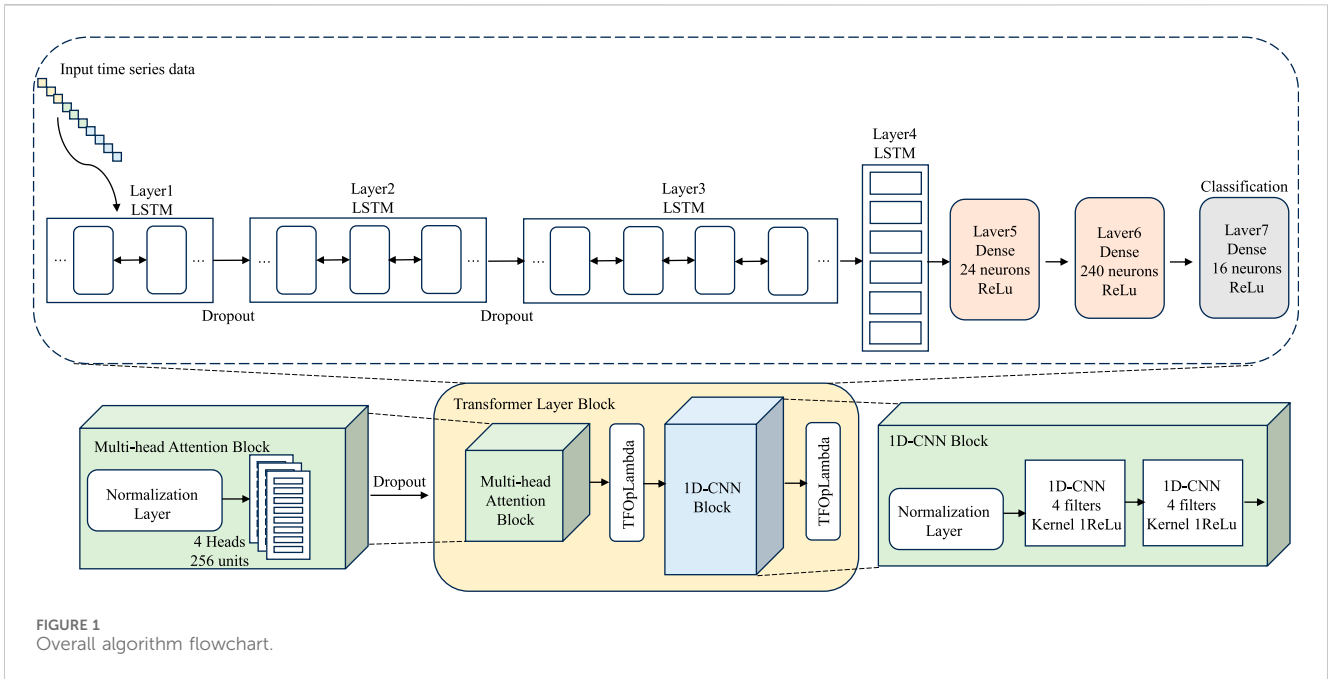 Input time series data
Layer1
LSTM
...
...
Dropout
Layer2
LSTM
...
...
Dropout
Layer3
LSTM
...
...
Layer4
LSTM
Laver5
Dense
24 neurons
ReLu
Laver6
Dense
240 neurons
ReLu
Classification
Laver7
Dense
16 neurons
ReLu
Multi-head Attention Block
Normalization
Layer
4 Heads
256 units
Dropout
Transformer Layer Block
Multi-head
Attention
Block
TFOpLambda
1D-CNN
Block
TFOpLambda
1D-CNN Block
Normalization
Layer
1D-CNN
4 filters
Kernel 1ReLu
1D-CNN
4 filters
Kernel 1ReLu
FIGURE 1
Overall algorithm flowchart.